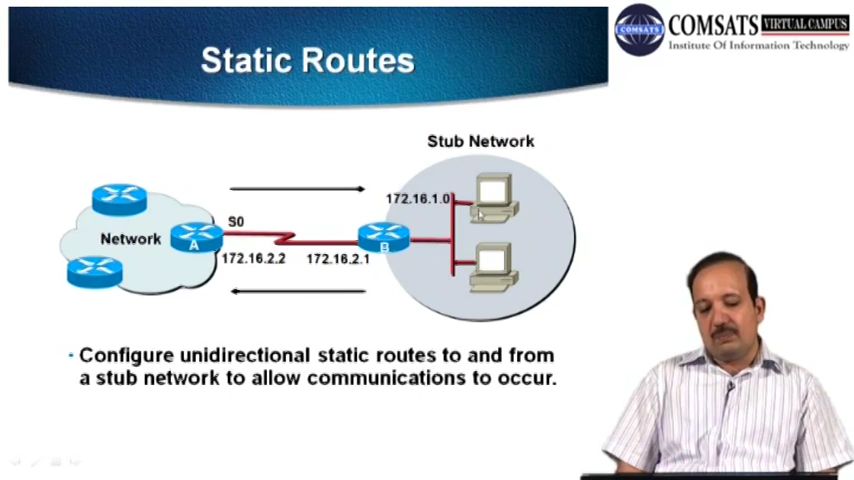 COMSATS VIRTUAL CAMPUS
COMSATS
Institute Of Information Technology
Static Routes
Stub Network
172.16.1.0
S0
Network
A
B
172.16.2.2
172.16.2.1
Configure unidirectional static routes to and from
a stub network to allow communications to occur.